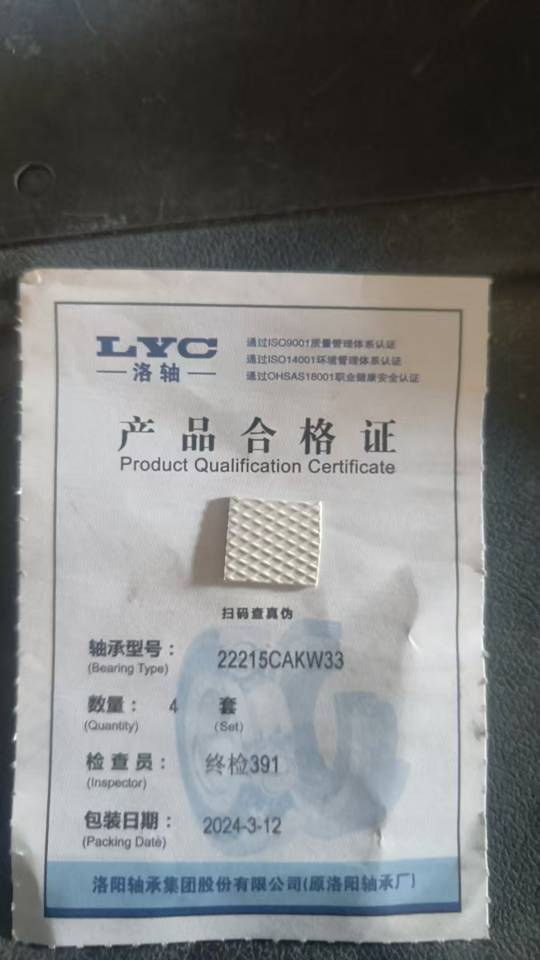 LYC
洛轴
通过ISO9001质量管理体系认证
通过ISO14001环境管理体系认证
通过OHSAS18001职业健康安全认证
产品合格证
Product Qualification Certificate
扫码查真伪
轴承型号： 22215CAKW33
(Bearing Type)
数量： 4 套
(Quantity) (Set)
检查员： 终检391
(Inspector)
包装日期： 2024-3-12
(Packing Date)
洛阳轴承集团股份有限公司(原洛阳轴承厂)